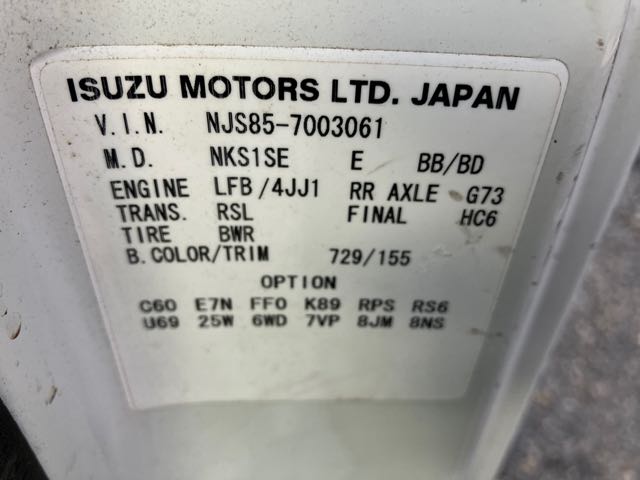 ISUZU MOTORS LTD. JAPAN
V.I.N. NJS85-7003061
M.D. NKS1SE E BB/BD
ENGINE LFB/4JJ1 RR AXLE G73
TRANS. RSL FINAL HC6
TIRE BWR
B.COLOR/TRIM 729/155
OPTION
C60 E7N FF0 K89 RPS RS6
U69 25W 6WD 7VP 8JM 8NS